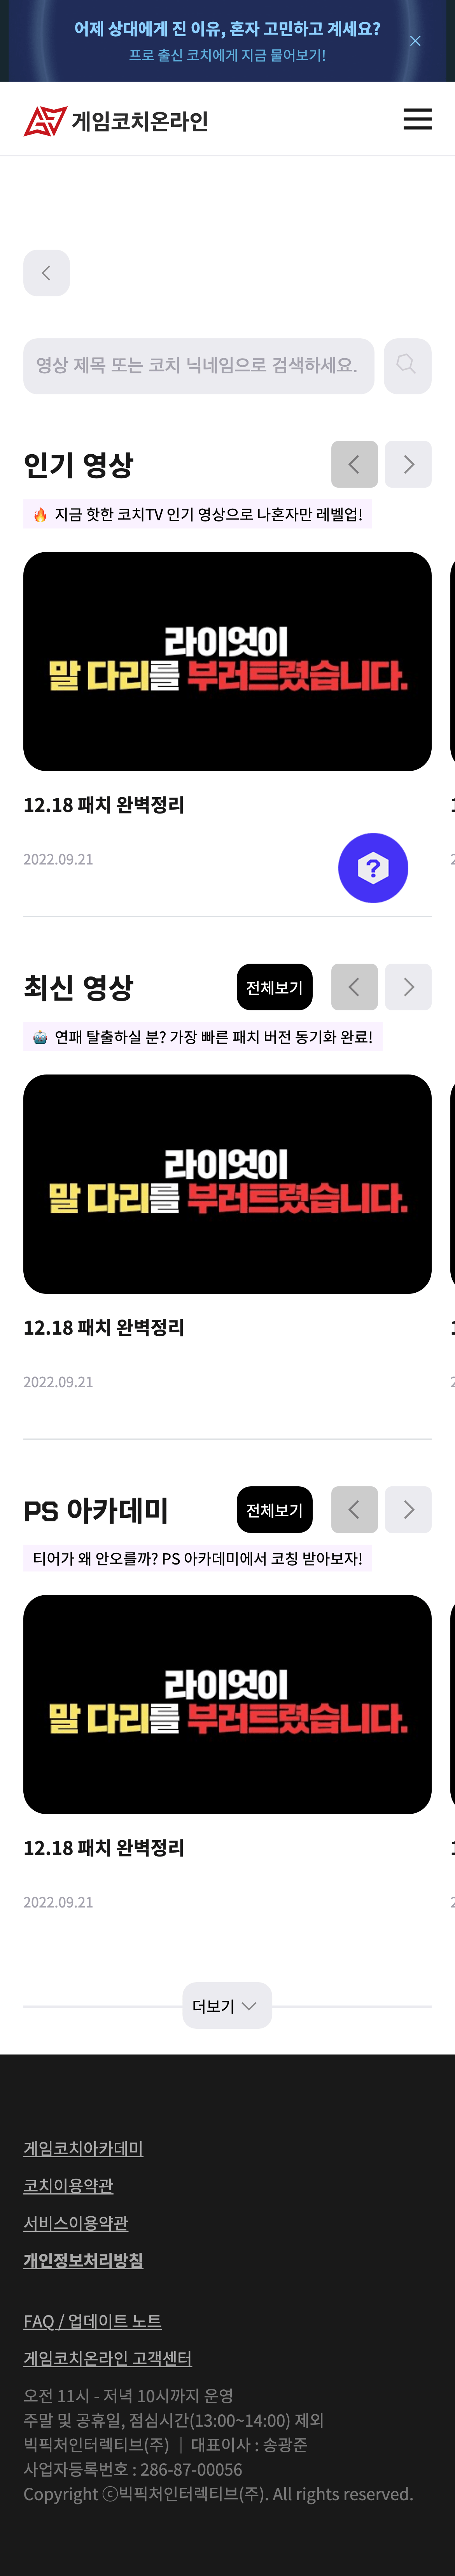 어제 상대에게 진 이유, 혼자 고민하고 계세요?
프로 출신 코치에게 지금 물어보기!
게임코치온라인
영상 제목 또는 코치 닉네임으로 검색하세요.
인기 영상
🔥 지금 핫한 코치TV 인기 영상으로 나혼자만 레벨업!
라이엇이
말 다리를 부러트렸습니다.
12.18 패치 완벽정리
2022.09.21
최신 영상
전체보기
연패 탈출하실 분? 가장 빠른 패치 버전 동기화 완료!
라이엇이
말 다리를 부러트렸습니다.
12.18 패치 완벽정리
2022.09.21
PS 아카데미
전체보기
티어가 왜 안오를까? PS 아카데미에서 코칭 받아보자!
라이엇이
말 다리를 부러트렸습니다.
12.18 패치 완벽정리
2022.09.21
더보기
게임코치아카데미
코치이용약관
서비스이용약관
개인정보처리방침
FAQ / 업데이트 노트
게임코치온라인 고객센터
오전 11시 - 저녁 10시까지 운영
주말 및 공휴일, 점심시간(13:00~14:00) 제외
빅픽처인터렉티브(주) | 대표이사 : 송광준
사업자등록번호 : 286-87-00056
Copyright ⓒ빅픽처인터렉티브(주). All rights reserved.